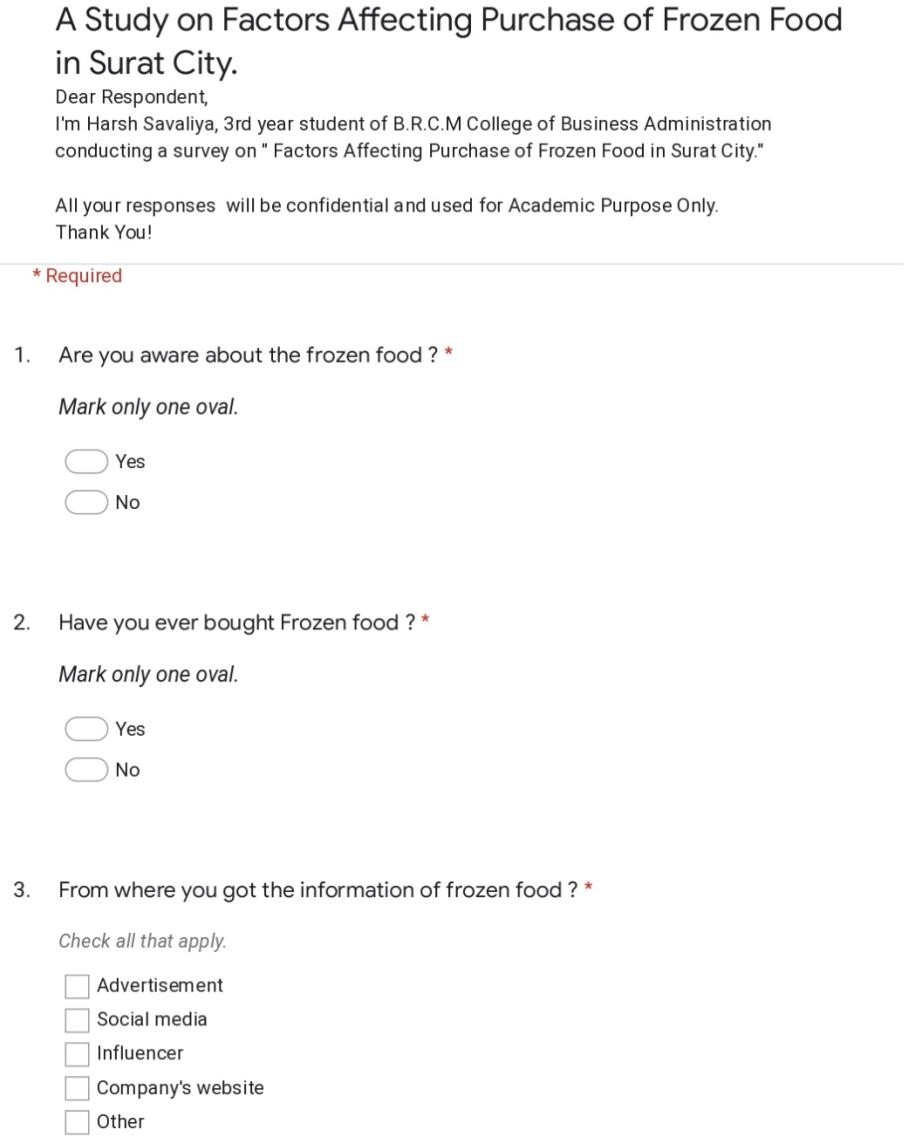 A Study on Factors Affecting Purchase of Frozen Food
in Surat City.
Dear Respondent,
I'm Harsh Savaliya, 3rd year student of B.R.C.M College of Business Administration
conducting a survey on " Factors Affecting Purchase of Frozen Food in Surat City."
All your responses  will be confidential and used for Academic Purpose Only.
Thank You!
* Required
1. Are you aware about the frozen food ? *
Mark only one oval.
Yes
No
2. Have you ever bought Frozen food ? *
Mark only one oval.
Yes
No
3. From where you got the information of frozen food ? *
Check all that apply.
Advertisement
Social media
Influencer
Company's website
Other